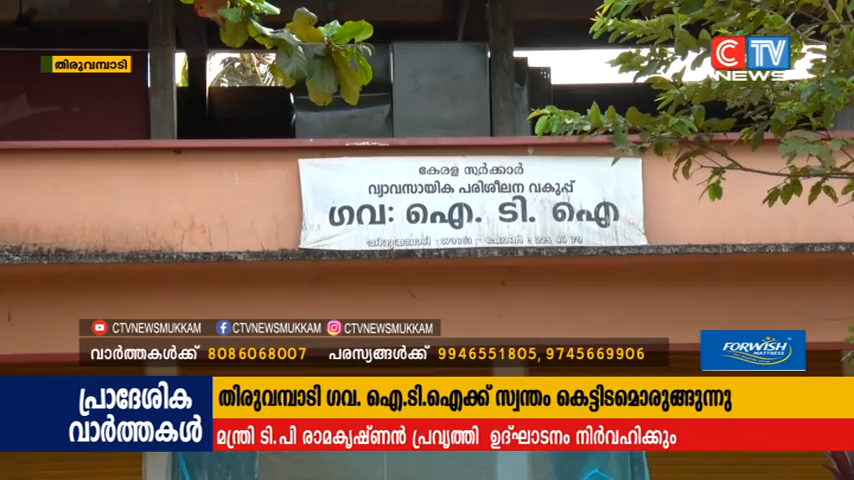 തിരുവമ്പാടി
CTV
NEWS
കേരള സർക്കാർ
വ്യാവസായിക പരിശീലന വകുപ്പ്
ഗവ: ഐ. ടി. ഐ
CTVNEWSMUKKAM CTVNEWSMUKKAM CTVNEWSMUKKAM
വാർത്തകൾക്ക് 8086068007 പരസ്യങ്ങൾക്ക് 9946551805, 9745669906
FORWISH
MATTRESS
പ്രാദേശിക
വാർത്തകൾ
തിരുവമ്പാടി ഗവ. ഐ.ടി.ഐക്ക് സ്വന്തം കെട്ടിടമൊരുങ്ങുന്നു
മന്ത്രി ടി.പി രാമകൃഷ്ണൻ പ്രവൃത്തി ഉദ്ഘാടനം നിർവഹിക്കും